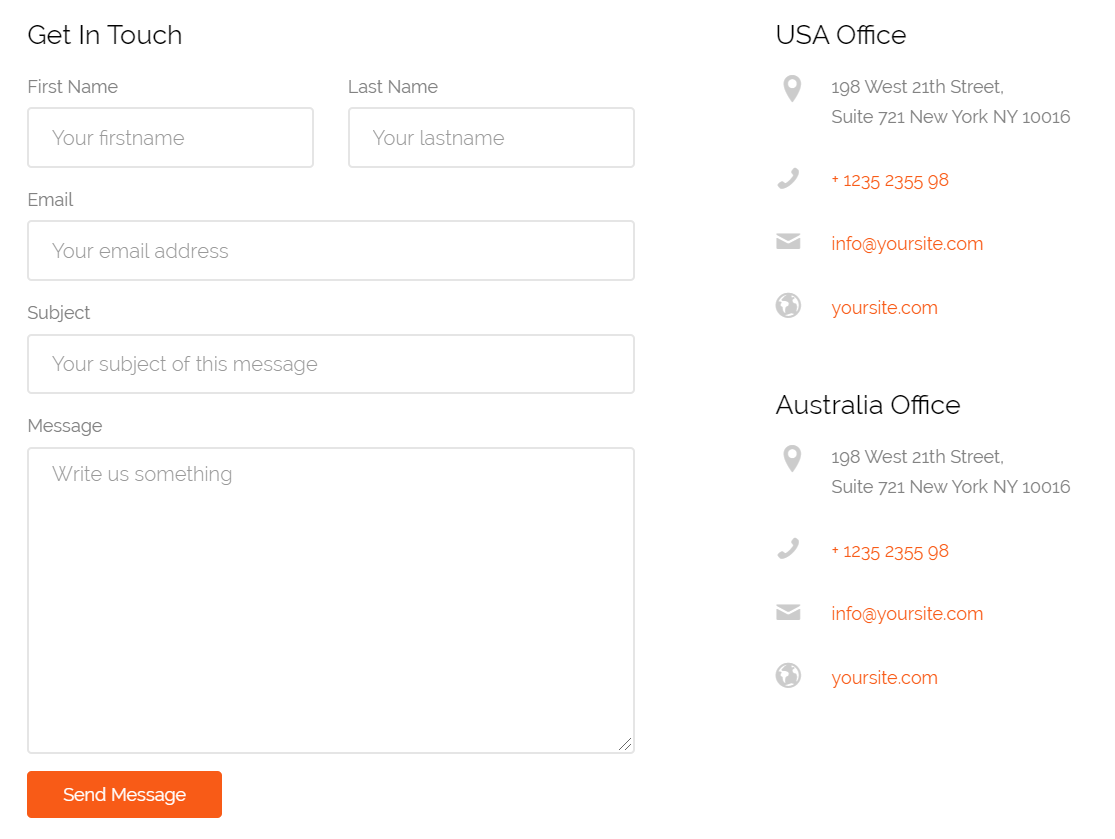 Get In Touch
First Name
Last Name
Your firstname
Your lastname
Email
Your email address
Subject
Your subject of this message
Message
Write us something
Send Message
USA Office
198 West 21th Street,
Suite 721 New York NY 10016
+ 1235 2355 98
info@yoursite.com
yoursite.com
Australia Office
198 West 21th Street,
Suite 721 New York NY 10016
+ 1235 2355 98
info@yoursite.com
yoursite.com